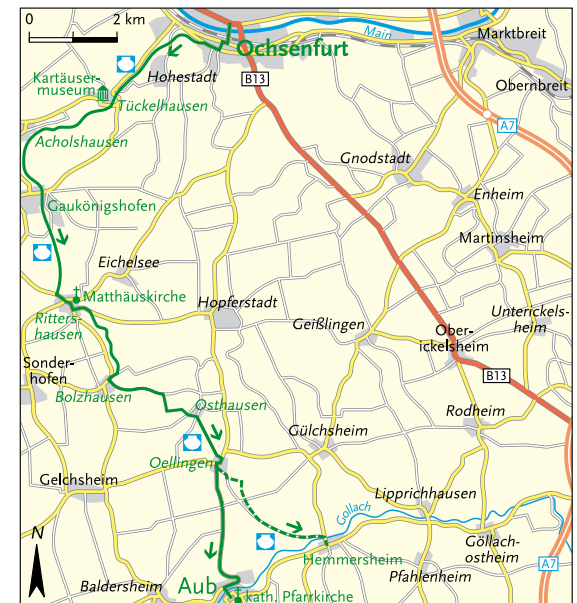 0 2 km
Main
Marktbreit
Ochsenfurt
Hohestadt
Kartäuser-
museum
B13
Obernbreit
Tückelhausen
A7
Acholshausen
Gnodstadt
Enheim
Gaukönigshofen
Martinsheim
Eichelsee
Matthäuskirche
Hopferstadt
Ritters-
hausen
Geißlingen
Ober-
ickelsheim
Unterickels-
heim
Sonder-
hofen
B13
Bolzhausen
Osthausen
Rodheim
Gülchsheim
Oellingen
Gelchsheim
Lipprichhausen
Gollach
N
Gollach-
ostheim
Hemmersheim
A7
Pfahlenheim
Baldersheim
Aub
kath. Pfarrkirche